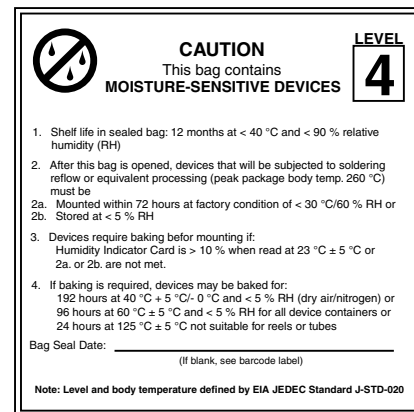 LEVEL
CAUTION
This bag contains
MOISTURE-SENSITIVE DEVICES
4
1. Shelf life in sealed bag: 12 months at < 40 °C and < 90 % relative
humidity (RH)
2. After this bag is opened, devices that will be subjected to soldering
reflow or equivalent processing (peak package body temp. 260 °C)
must be
2a. Mounted within 72 hours at factory condition of < 30 °C/60 % RH or
2b. Stored at < 5 % RH
3. Devices require baking befor mounting if:
Humidity Indicator Card is > 10 % when read at 23 °C ± 5 °C or
2a. or 2b. are not met.
4. If baking is required, devices may be baked for:
192 hours at 40 °C + 5 °C/- 0 °C and < 5 % RH (dry air/nitrogen) or
96 hours at 60 °C ± 5 °C and < 5 % RH for all device containers or
24 hours at 125 °C ± 5 °C not suitable for reels or tubes
Bag Seal Date:
(If blank, see barcode label)
Note: Level and body temperature defined by EIA JEDEC Standard J-STD-020